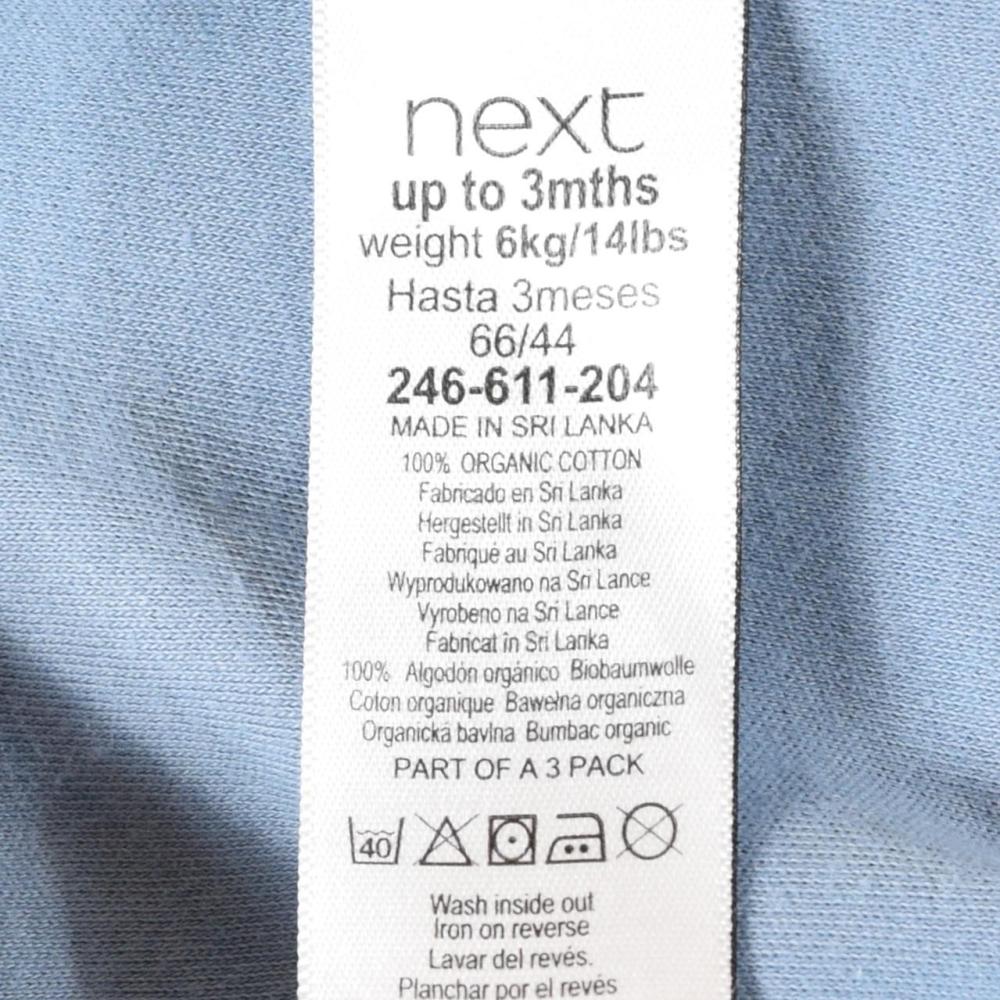 next
up to 3mths
weight 6kg/14lbs
Hasta 3meses
66/44
246-611-204
MADE IN SRI LANKA
100% ORGANIC COTTON
Fabricado en Sri Lanka
Hergestellt in Sri Lanka
Fabriqué au Sri Lanka
Wyprodukowano na Sri Lance
Vyrobeno na Sri Lance
Fabricat în Sri Lanka
100% Algodón orgánico Biobaumwolle
Coton organique Bawełna organiczna
Organická bavlna Bumbac organic
PART OF A 3 PACK
40
Wash inside out
Iron on reverse
Lavar del revés.
Planchar por el revés